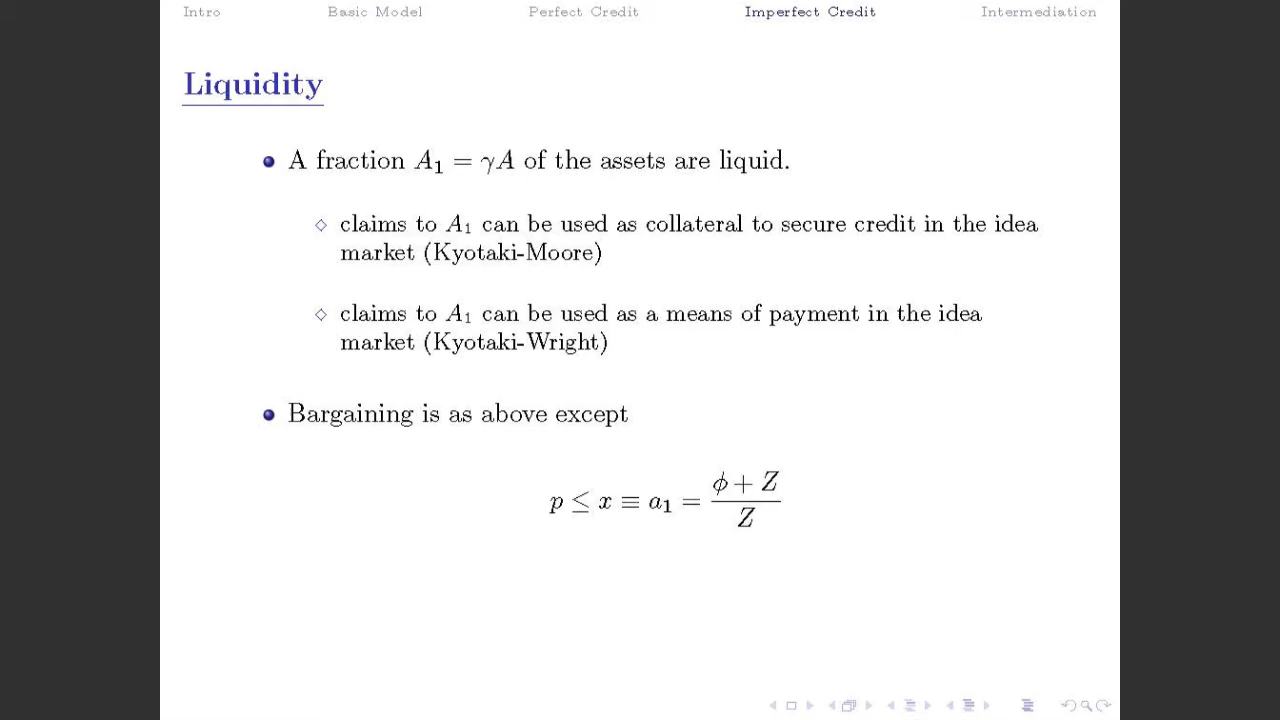 Intro Basic Model Perfect Credit Imperfect Credit Intermediation
Liquidity
A fraction A₁ = γA of the assets are liquid.
claims to A₁ can be used as collateral to secure credit in the idea
market (Kyotaki-Moore)
claims to A₁ can be used as a means of payment in the idea
market (Kyotaki-Wright)
Bargaining is as above except
p ≤ x ≡ a₁ = (ϕ + Z)/Z